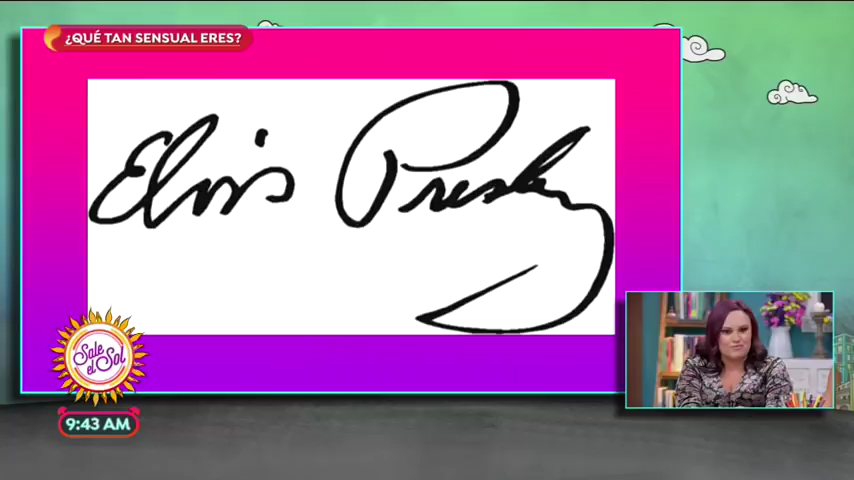 ¿QUÉ TAN SENSUAL ERES?
Elvis Presley
Sale
el Sol
9:43 AM